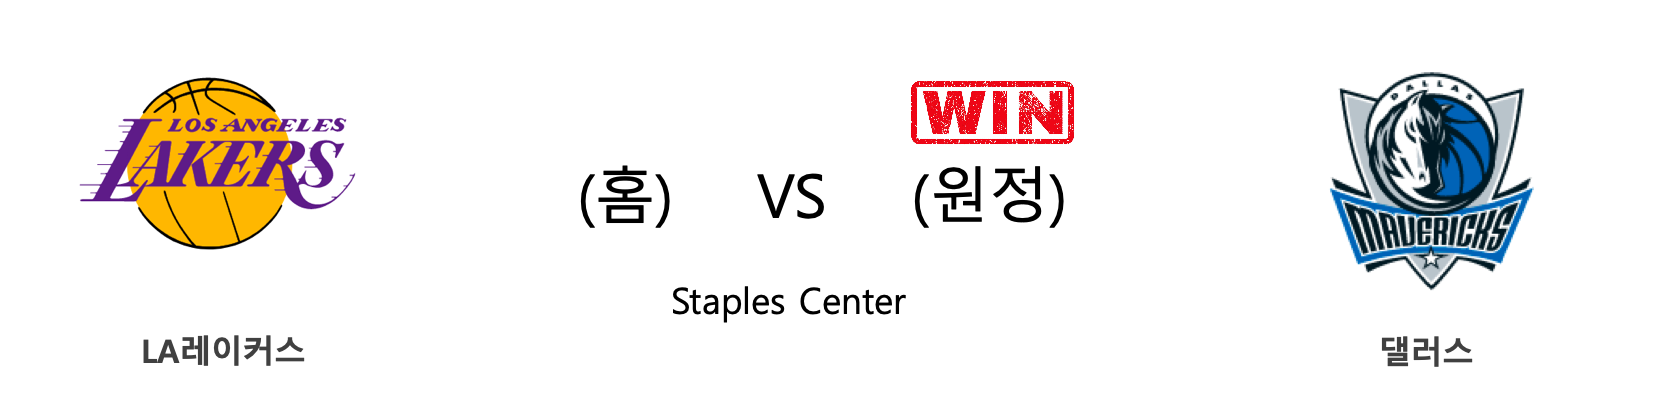 WIN
LOS ANGELES
LAKERS
DALLAS
MAVERICKS
(홈) VS (원정)
Staples Center
LA레이커스
댈러스